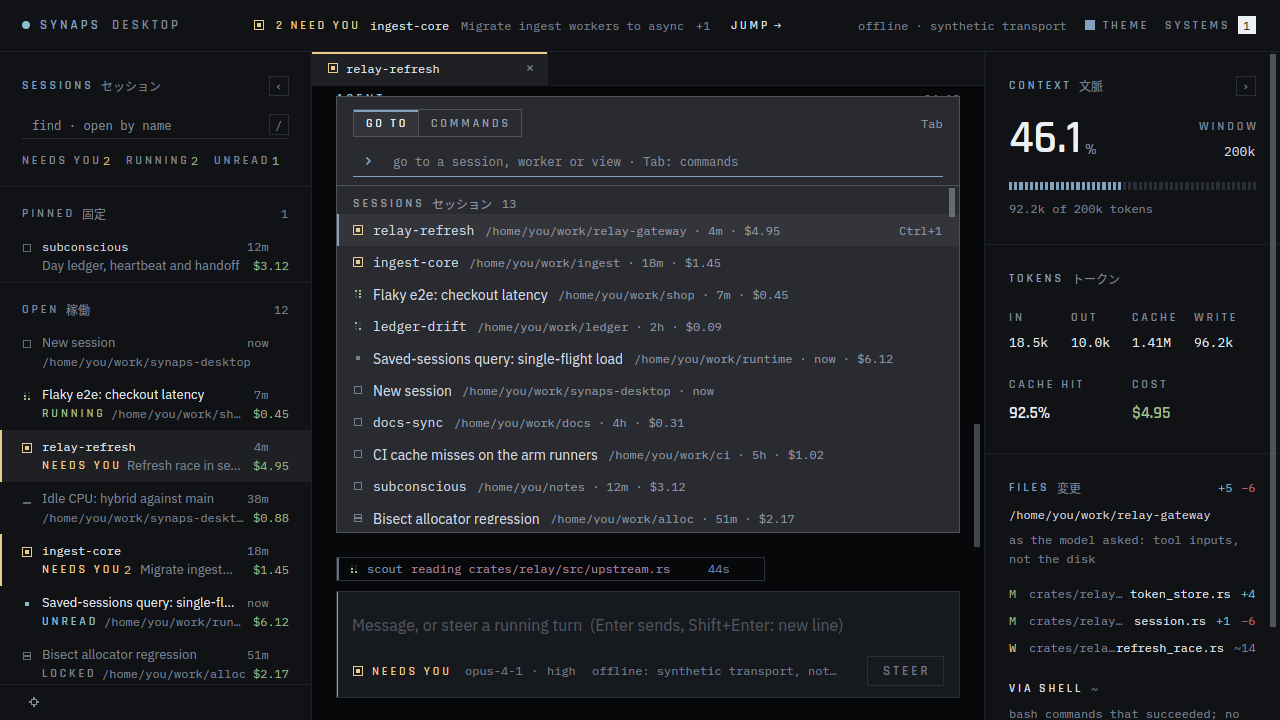 SYNAPS DESKTOP
2 NEED YOU ingest-core Migrate ingest workers to async +1 JUMP →
offline · synthetic transport THEME SYSTEMS 1
SESSIONS セッション ‹
find · open by name /
NEEDS YOU 2 RUNNING 2 UNREAD 1
PINNED 固定 1
subconscious 12m
Day ledger, heartbeat and handoff $3.12
OPEN 稼働 12
New session now
/home/you/work/synaps-desktop
Flaky e2e: checkout latency 7m
RUNNING /home/you/work/sh… $0.45
relay-refresh 4m
NEEDS YOU Refresh race in se… $4.95
Idle CPU: hybrid against main 38m
/home/you/work/synaps-deskt… $0.88
ingest-core 18m
NEEDS YOU 2 Migrate ingest… $1.45
Saved-sessions query: single-fl… now
UNREAD /home/you/work/run… $6.12
Bisect allocator regression 51m
LOCKED /home/you/work/alloc $2.17
relay-refresh ×
GO TO COMMANDS Tab
› go to a session, worker or view · Tab: commands
SESSIONS セッション 13
relay-refresh /home/you/work/relay-gateway · 4m · $4.95 Ctrl+1
ingest-core /home/you/work/ingest · 18m · $1.45
Flaky e2e: checkout latency /home/you/work/shop · 7m · $0.45
ledger-drift /home/you/work/ledger · 2h · $0.09
Saved-sessions query: single-flight load /home/you/work/runtime · now · $6.12
New session /home/you/work/synaps-desktop · now
docs-sync /home/you/work/docs · 4h · $0.31
CI cache misses on the arm runners /home/you/work/ci · 5h · $1.02
subconscious /home/you/notes · 12m · $3.12
Bisect allocator regression /home/you/work/alloc · 51m · $2.17
scout reading crates/relay/src/upstream.rs 44s
Message, or steer a running turn (Enter sends, Shift+Enter: new line)
NEEDS YOU opus-4-1 · high offline: synthetic transport, not… STEER
CONTEXT 文脈 ›
46.1% WINDOW
200k
92.2k of 200k tokens
TOKENS トークン
IN OUT CACHE WRITE
18.5k 10.0k 1.41M 96.2k
CACHE HIT COST
92.5% $4.95
FILES 変更 +5 −6
/home/you/work/relay-gateway
as the model asked: tool inputs,
not the disk
M crates/relay… token_store.rs +4
M crates/relay… session.rs +1 −6
W crates/rela…refresh_race.rs ~14
VIA SHELL ~
bash commands that succeeded; no